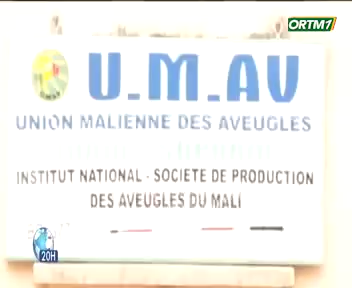 ORTM1
U.M.AV
UNION MALIENNE DES AVEUGLES
INSTITUT NATIONAL - SOCIETE DE PRODUCTION
DES AVEUGLES DU MALI
20H